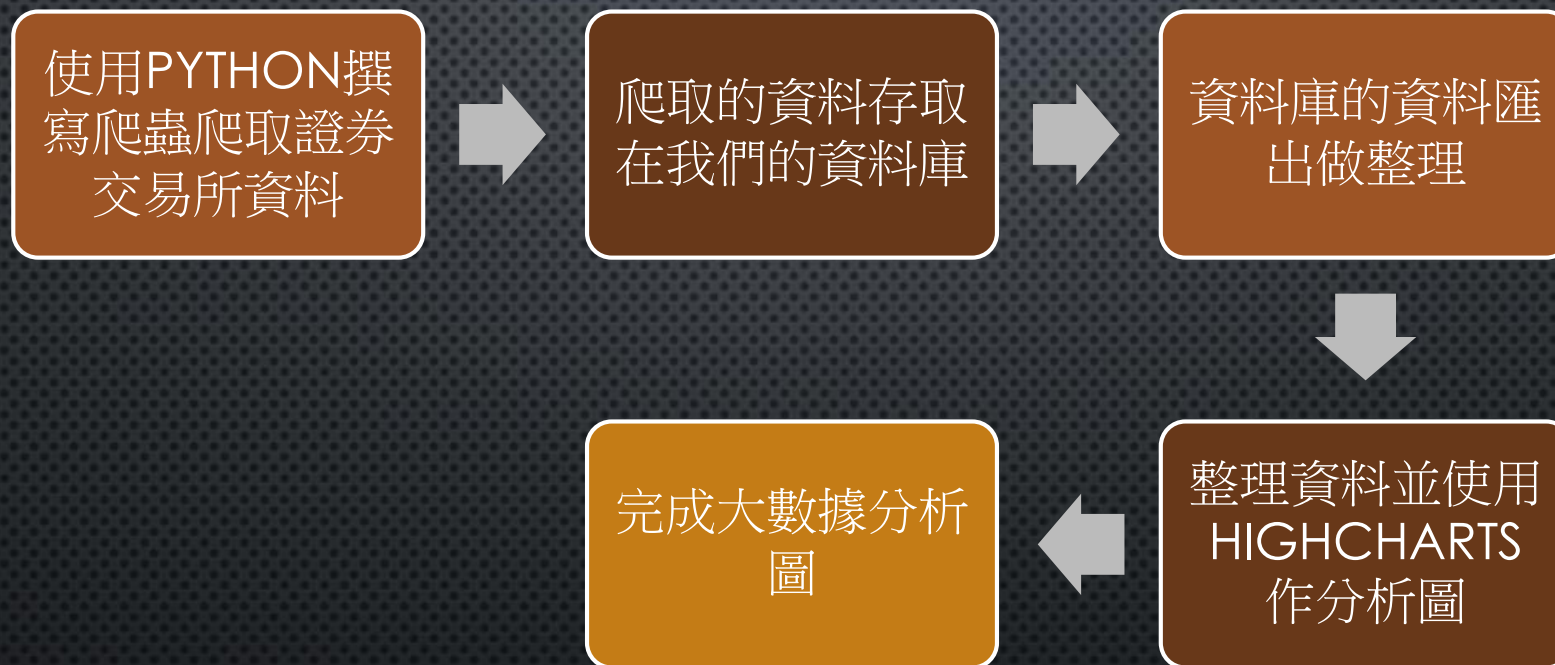 使用PYTHON撰
寫爬蟲爬取證券
交易所資料
爬取的資料存取
在我們的資料庫
資料庫的資料匯
出做整理
整理資料並使用
HIGHCHARTS
作分析圖
完成大數據分析
圖